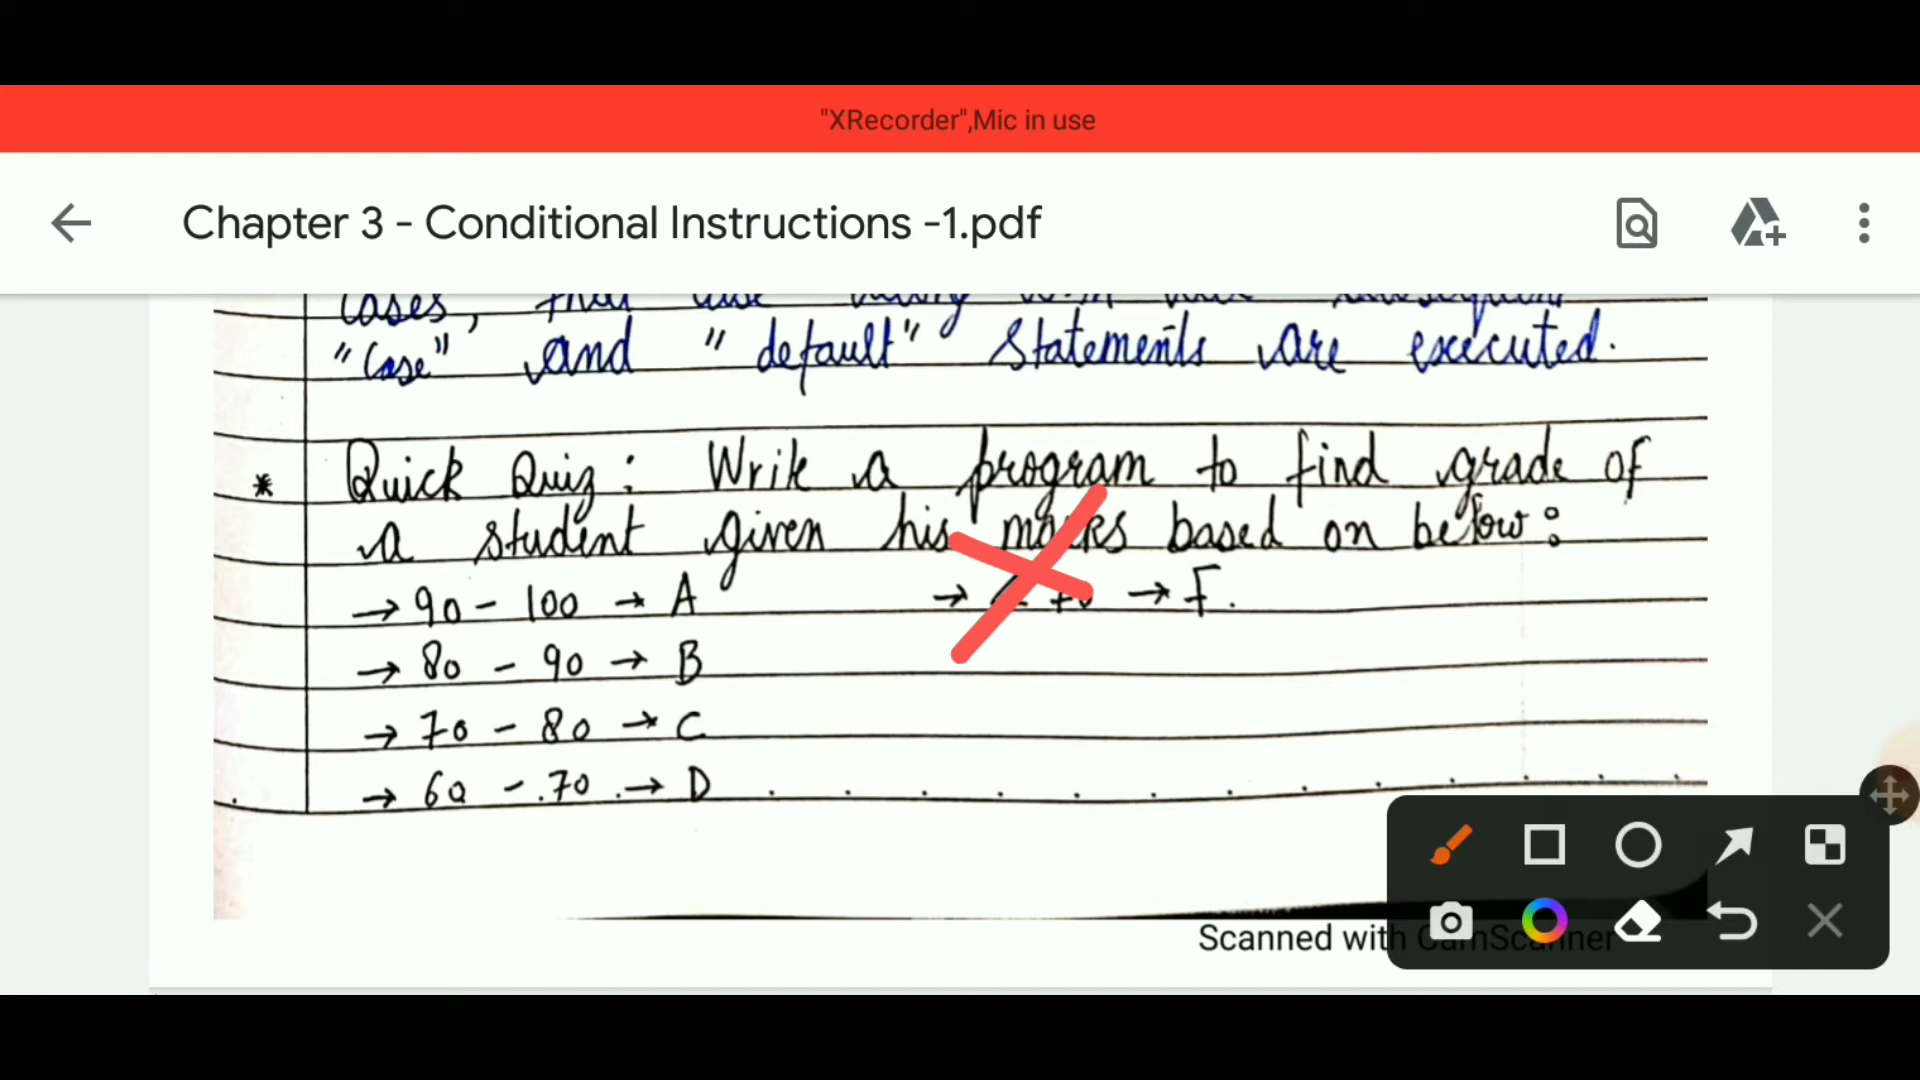 "XRecorder",Mic in use
Chapter 3 - Conditional Instructions -1.pdf
Cases,
"Case" and "default" statements are executed.
* Quick Quiz: Write a program to find grade of
a student given his marks based on below:
→ 90 - 100 → A → F.
→ 80 - 90 → B
→ 70 - 80 → C
→ 60 - 70 → D
Scanned with CamScanner